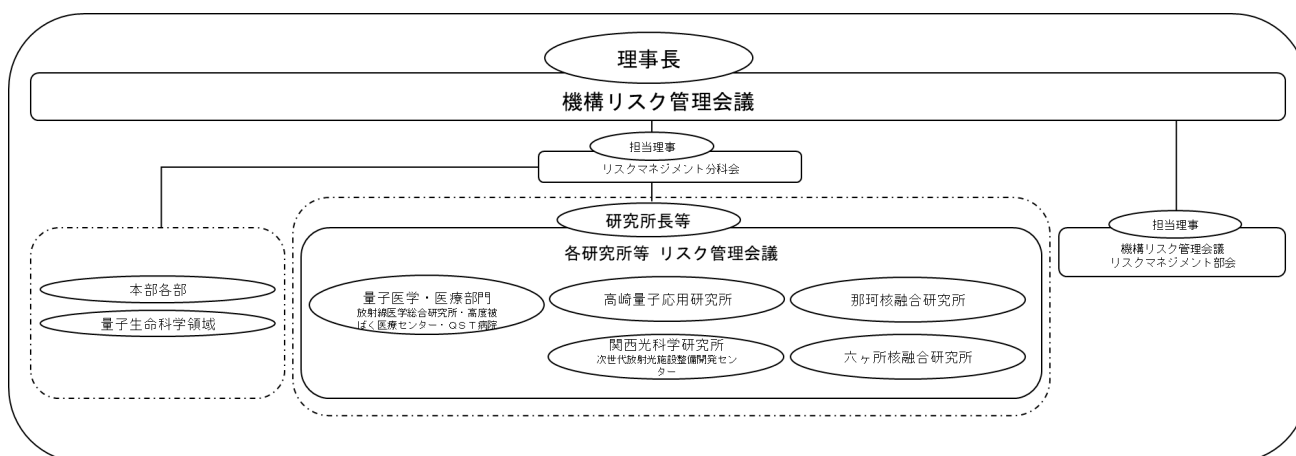 理事長
機構リスク管理会議
担当理事
リスクマネジメント分科会
研究所長等
各研究所等 リスク管理会議
担当理事
機構リスク管理会議
リスクマネジメント部会
本部各部
量子生命科学領域
量子医学・医療部門
放射線医学総合研究所・高度被
ばく医療センター・QST病院
高崎量子応用研究所
那珂核融合研究所
関西光科学研究所
次世代放射光施設整備開発セン
ター
六ヶ所核融合研究所